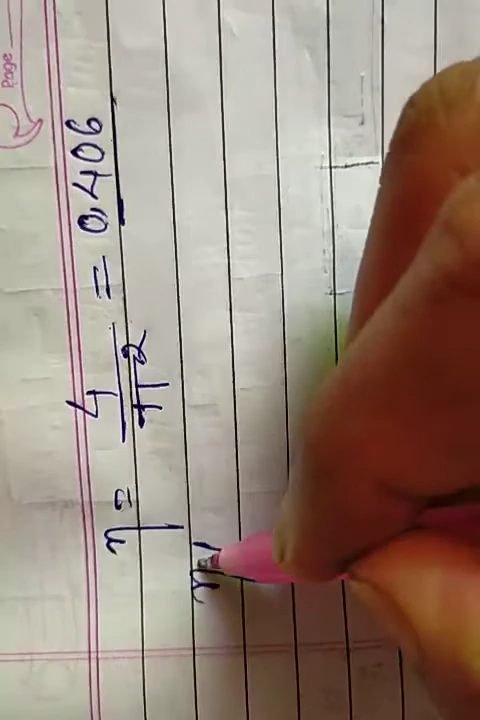 Page
η = 4/π² = 0.406
η